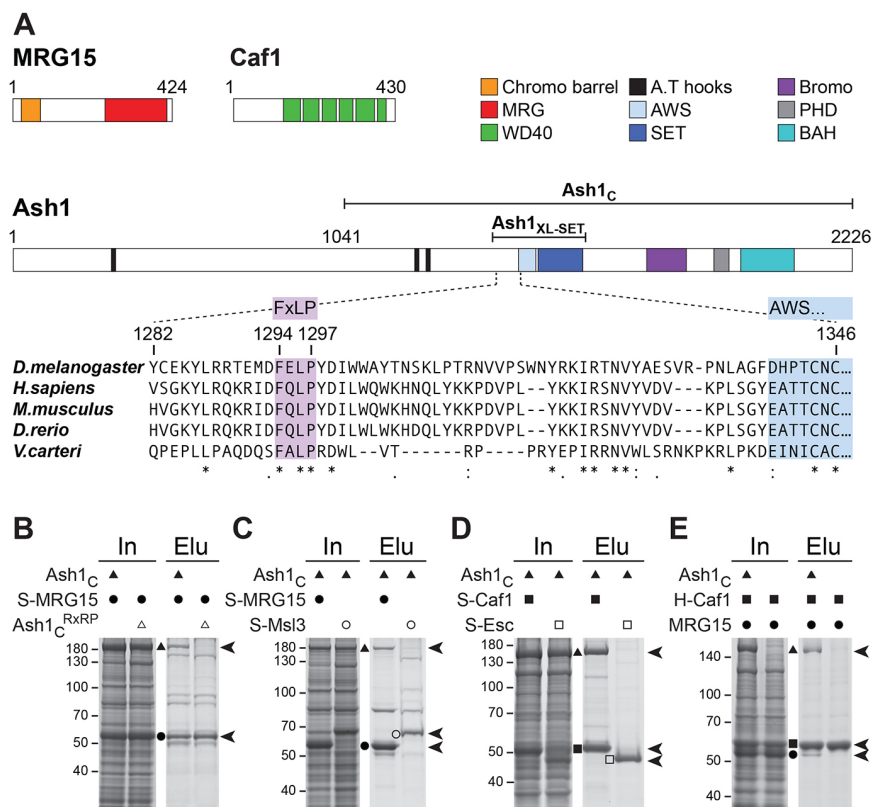 A
MRG15 Caf1
1 424 1 430
Chromo barrel A.T hooks Bromo
MRG AWS PHD
WD40 SET BAH
Ash1C
Ash1 Ash1XL-SET
1 1041 2226
FxLP AWS...
1282 1294 1297 1346
D.melanogaster YCEKYLRRTEMDFELPYDIWWAYTNSKLPTRNVVPSWNYRKIRTNVYAESVR-PNLAGFDHPTCNC…
H.sapiens VSGKYLRQKRIDFQLPYDILWQWKHNQLYKKPDVPL--YKKIRSNVYVDV---KPLSGYEATTCNC…
M.musculus HVGKYLRQKRIDFQLPYDILWQWKHNQLYKKPDVPL--YKKIRSNVYVDV---KPLSGYEATTCNC…
D.rerio HVGKYLRQKRIDFQLPYDILWLWKHDQLYKRPDVPL--YKKIRSNVYVDV---KPLSGYEATTCNC…
V.carteri QPEPLLPAQDQSFALPRDWL--VT------RP----PRYEPIRNNVWLSRNKPKRLPKDEINICAC…
* . * ** * . : * ** ** : . * : * *
B C D E
In Elu In Elu In Elu In Elu
Ash1C Ash1C Ash1C Ash1C
S-MRG15 S-MRG15 S-Caf1 H-Caf1
Ash1CRxRP S-Msl3 S-Esc MRG15
180 180 180 140
130 130 130 100
100 100 100 70
70 70 70 50
50 50 50 40
40 40 40